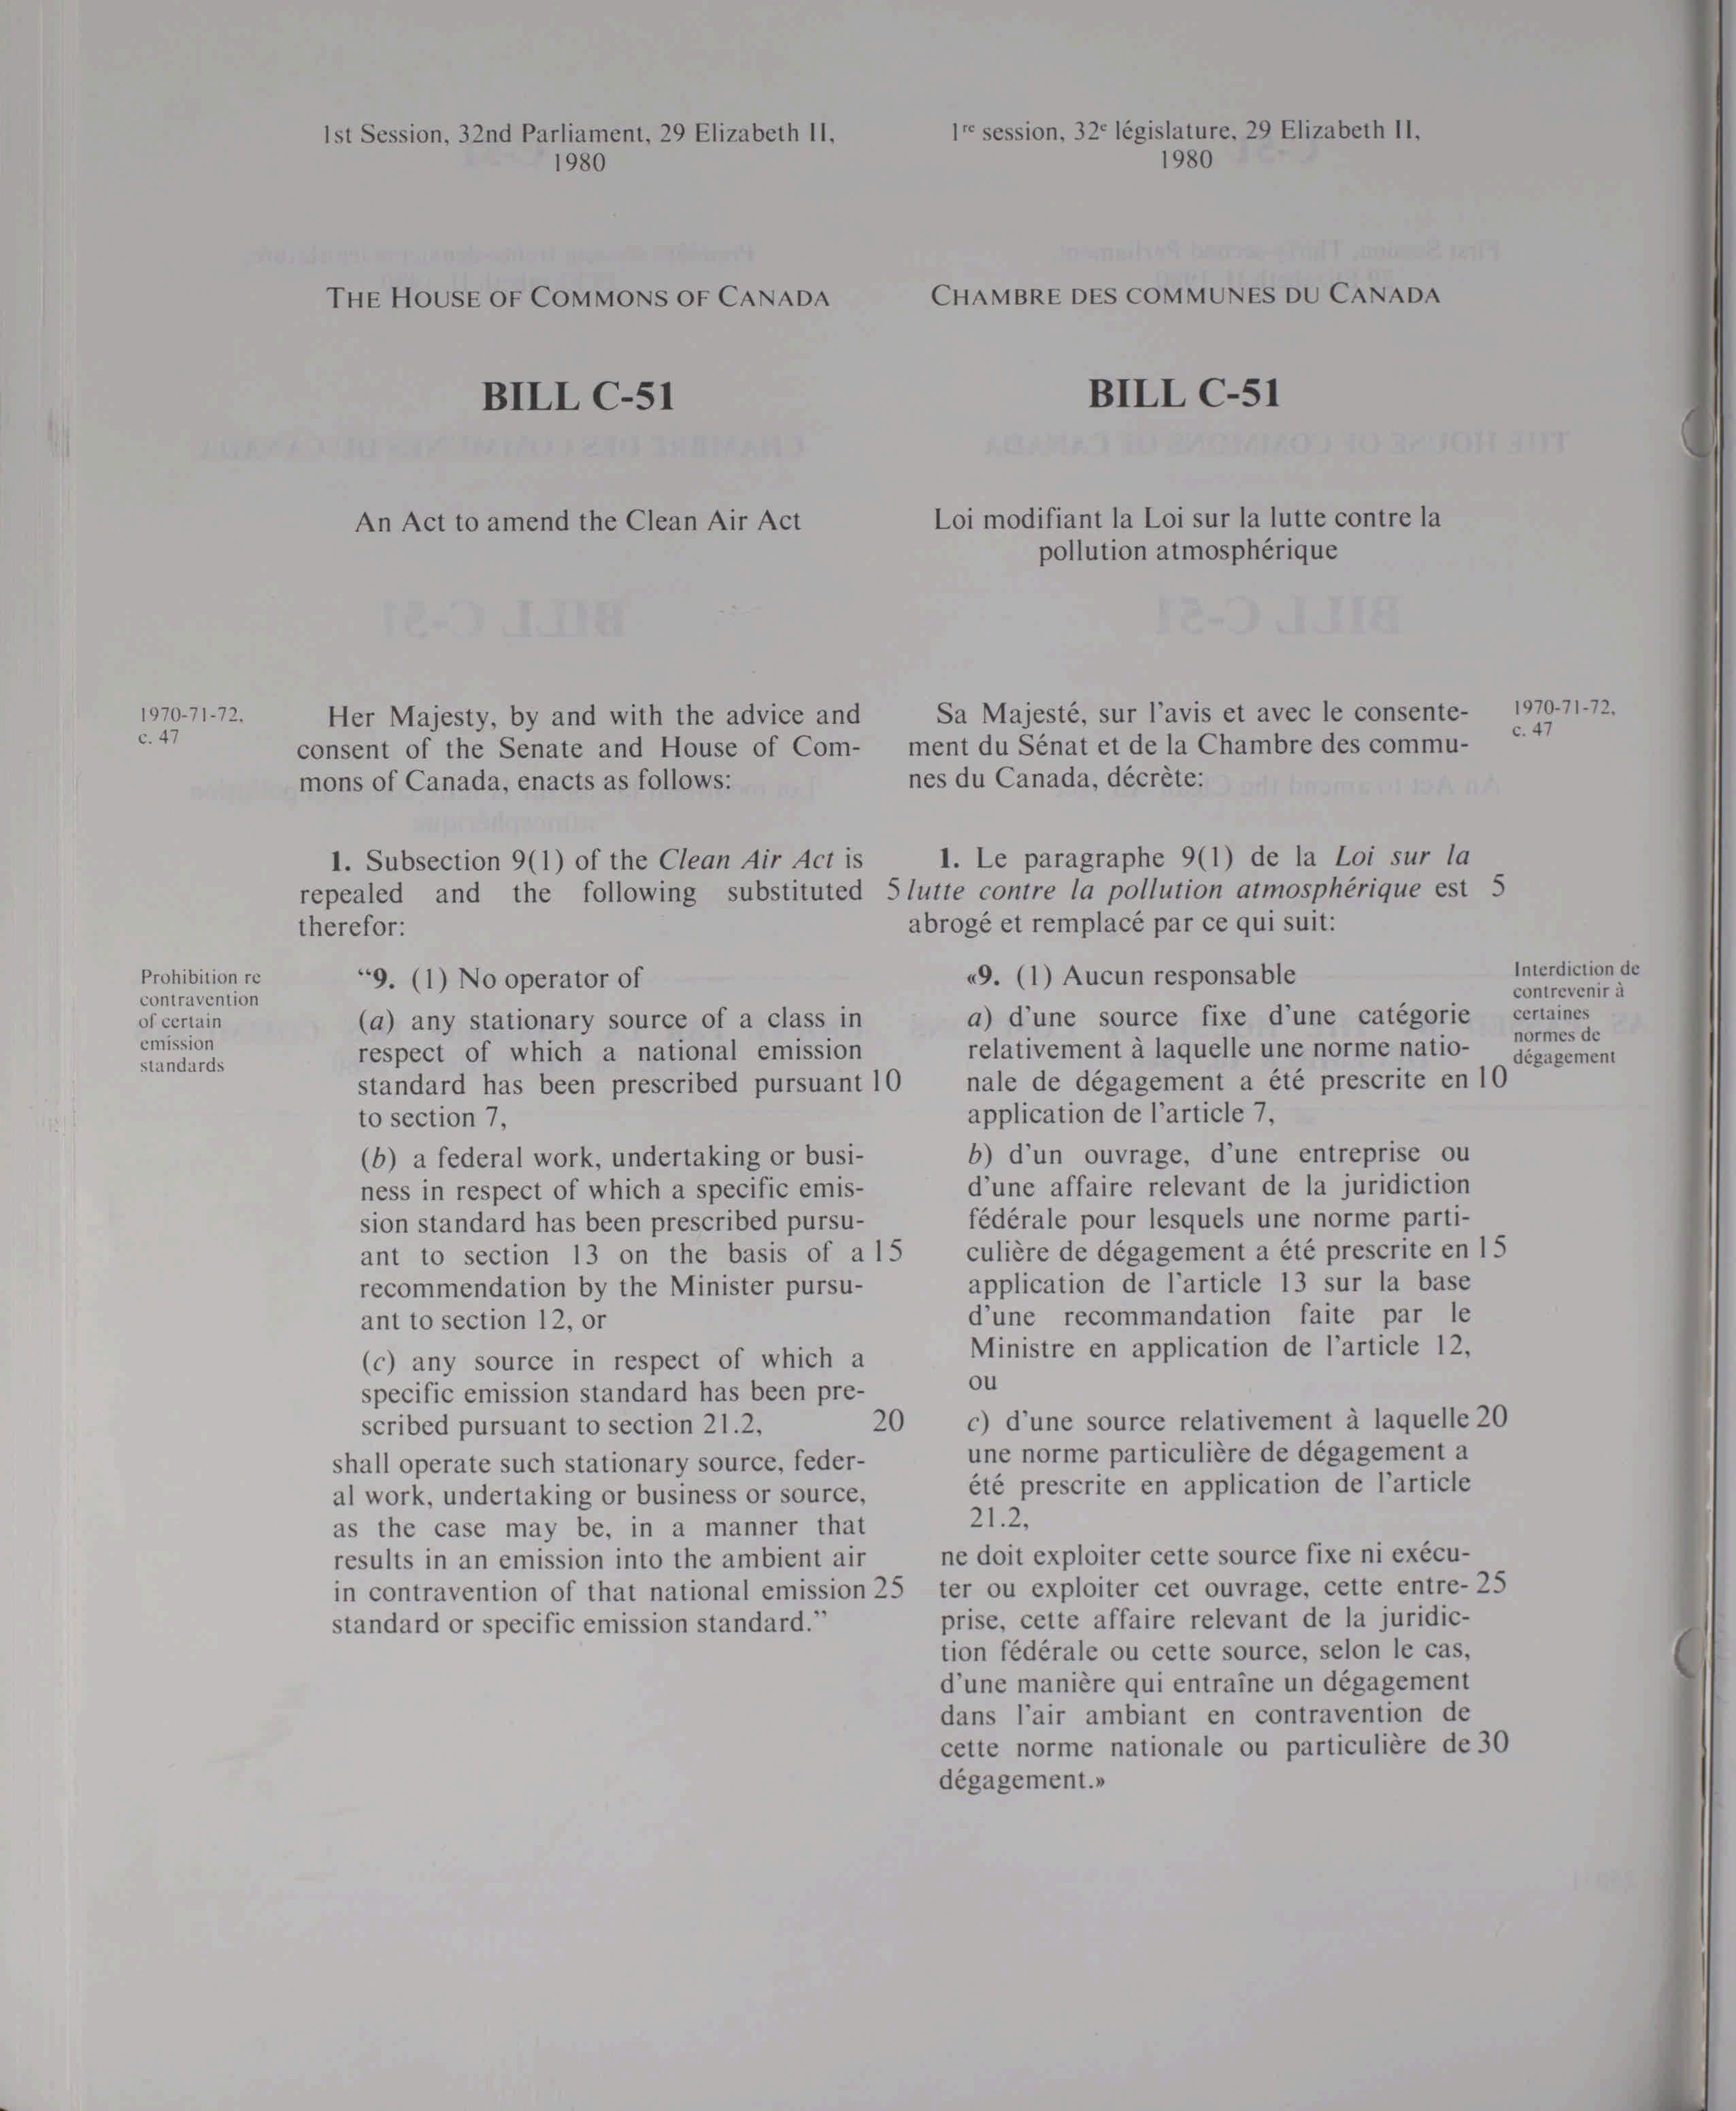 1st Session, 32nd Parliament, 29 Elizabeth II,
1980
THE HOUSE OF COMMONS OF CANADA
BILL C-51
An Act to amend the Clean Air Act
1970-71-72,
c. 47
Her Majesty, by and with the advice and
consent of the Senate and House of Com-
mons of Canada, enacts as follows:
1. Subsection 9(1) of the Clean Air Act is
repealed and the following substituted 5
therefor:
Prohibition re
contravention
of certain
emission
standards
“9. (1) No operator of
(a) any stationary source of a class in
respect of which a national emission
standard has been prescribed pursuant 10
to section 7,
(b) a federal work, undertaking or busi-
ness in respect of which a specific emis-
sion standard has been prescribed pursu-
ant to section 13 on the basis of a 15
recommendation by the Minister pursu-
ant to section 12, or
(c) any source in respect of which a
specific emission standard has been pre-
scribed pursuant to section 21.2, 20
shall operate such stationary source, feder-
al work, undertaking or business or source,
as the case may be, in a manner that
results in an emission into the ambient air
in contravention of that national emission 25
standard or specific emission standard.”
1re session, 32e législature, 29 Elizabeth II,
1980
CHAMBRE DES COMMUNES DU CANADA
BILL C-51
Loi modifiant la Loi sur la lutte contre la
pollution atmosphérique
Sa Majesté, sur l’avis et avec le consente-
ment du Sénat et de la Chambre des commu-
nes du Canada, décrète:
1970-71-72,
c. 47
1. Le paragraphe 9(1) de la Loi sur la
lutte contre la pollution atmosphérique est 5
abrogé et remplacé par ce qui suit:
«9. (1) Aucun responsable
Interdiction de
contrevenir à
certaines
normes de
dégagement
a) d’une source fixe d’une catégorie
relativement à laquelle une norme natio-
nale de dégagement a été prescrite en 10
application de l’article 7,
b) d’un ouvrage, d’une entreprise ou
d’une affaire relevant de la juridiction
fédérale pour lesquels une norme parti-
culière de dégagement a été prescrite en 15
application de l’article 13 sur la base
d’une recommandation faite par le
Ministre en application de l’article 12,
ou
c) d’une source relativement à laquelle 20
une norme particulière de dégagement a
été prescrite en application de l’article
21.2,
ne doit exploiter cette source fixe ni exécu-
ter ou exploiter cet ouvrage, cette entre- 25
prise, cette affaire relevant de la juridic-
tion fédérale ou cette source, selon le cas,
d’une manière qui entraîne un dégagement
dans l’air ambiant en contravention de
cette norme nationale ou particulière de 30
dégagement.»